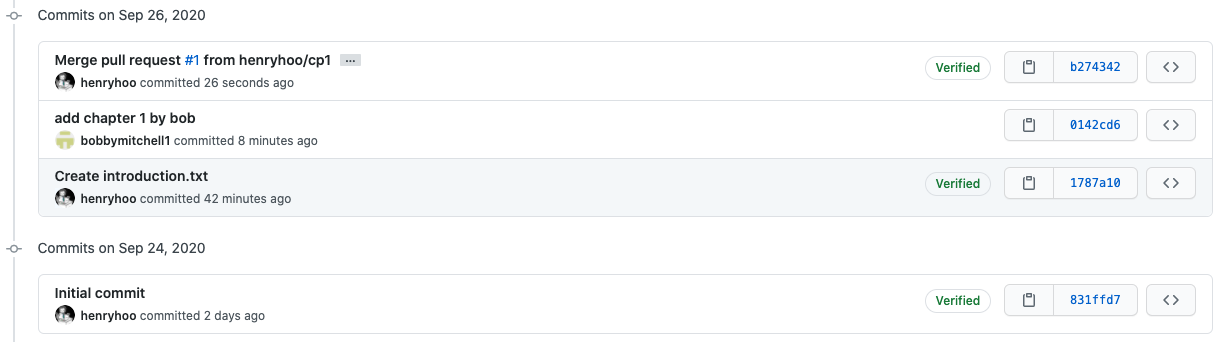 Commits on Sep 26, 2020
Merge pull request #1 from henryhoo/cp1 ...
henryhoo committed 26 seconds ago
Verified
b274342
add chapter 1 by bob
bobbymitchell1 committed 8 minutes ago
0142cd6
Create introduction.txt
henryhoo committed 42 minutes ago
Verified
1787a10
Commits on Sep 24, 2020
Initial commit
henryhoo committed 2 days ago
Verified
831ffd7